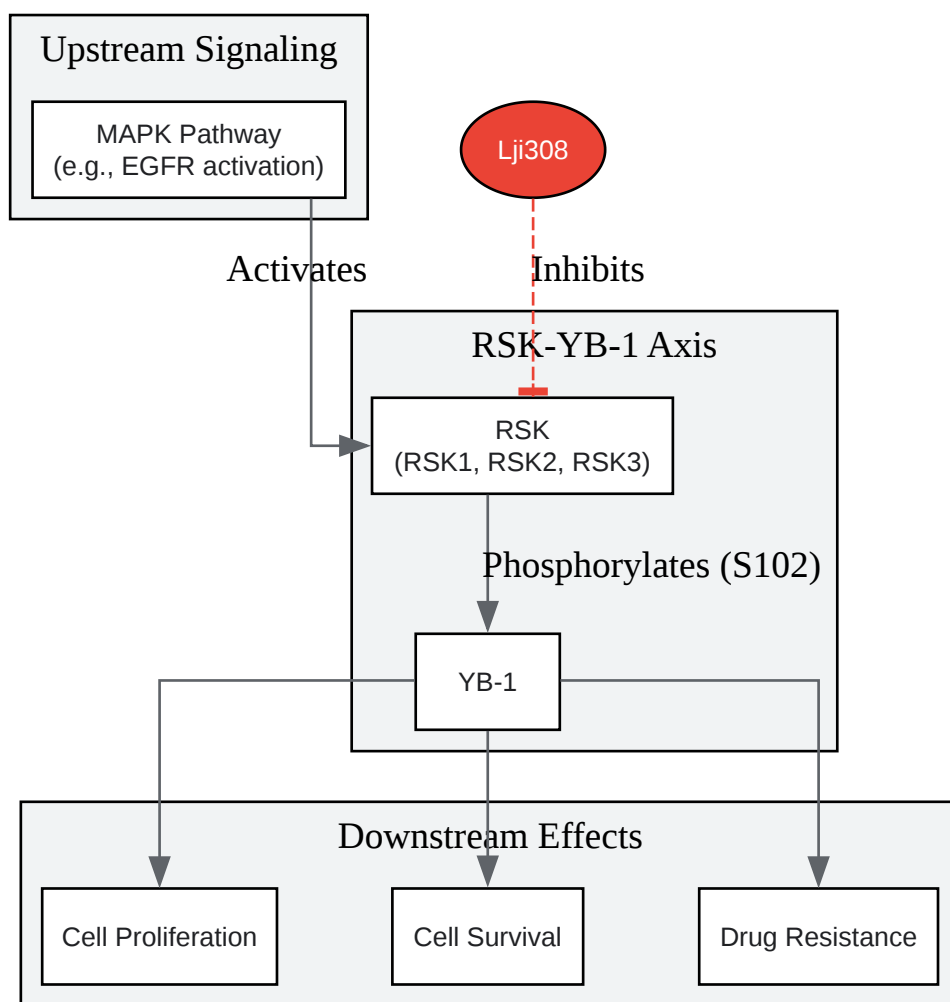 Upstream Signaling
MAPK Pathway
(e.g., EGFR activation)
Lji308
Activates
Inhibits
RSK-YB-1 Axis
RSK
(RSK1, RSK2, RSK3)
Phosphorylates (S102)
YB-1
Downstream Effects
Cell Proliferation
Cell Survival
Drug Resistance